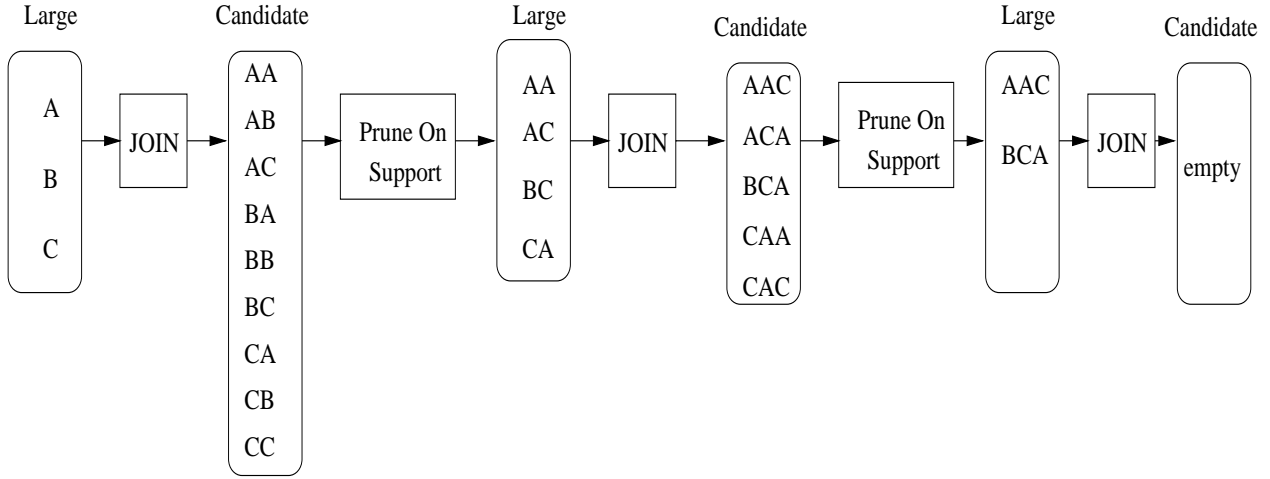 Large
A
B
C
JOIN
Candidate
AA
AB
AC
BA
BB
BC
CA
CB
CC
Prune On
Support
Large
AA
AC
BC
CA
JOIN
Candidate
AAC
ACA
BCA
CAA
CAC
Prune On
Support
Large
AAC
BCA
JOIN
Candidate
empty